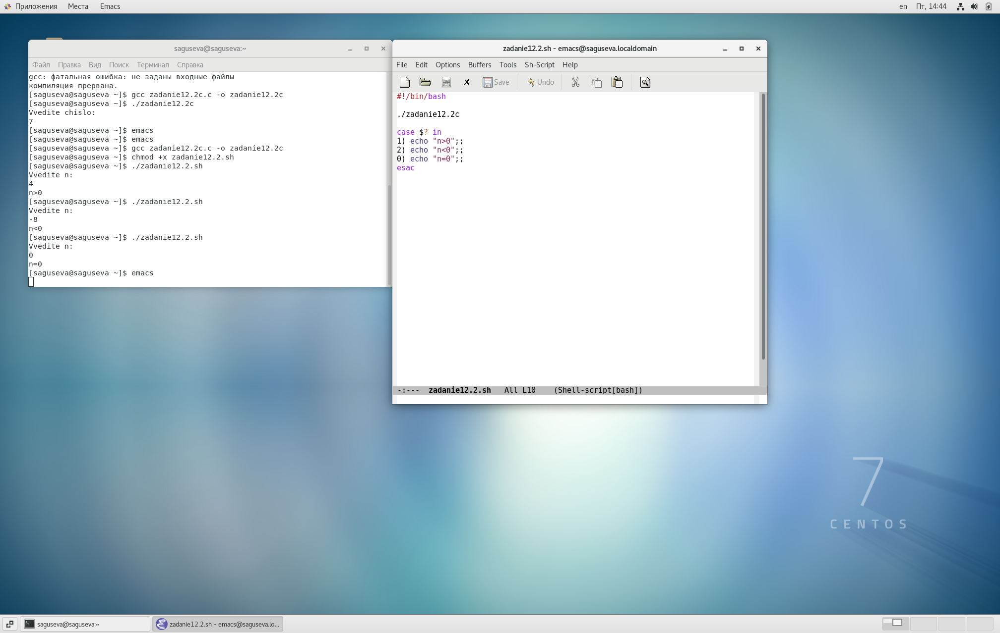 Приложения Места Emacs
en Пт, 14:44
saguseva@saguseva:~
Файл Правка Вид Поиск Терминал Справка
gcc: фатальная ошибка: не заданы входные файлы
компиляция прервана.
[saguseva@saguseva ~]$ gcc zadanie12.2c.c -o zadanie12.2c
[saguseva@saguseva ~]$ ./zadanie12.2c
Vvedite chislo:
7
[saguseva@saguseva ~]$ emacs
[saguseva@saguseva ~]$ emacs
[saguseva@saguseva ~]$ gcc zadanie12.2c.c -o zadanie12.2c
[saguseva@saguseva ~]$ chmod +x zadanie12.2.sh
[saguseva@saguseva ~]$ ./zadanie12.2.sh
Vvedite n:
4
n>0
[saguseva@saguseva ~]$ ./zadanie12.2.sh
Vvedite n:
-8
n<0
[saguseva@saguseva ~]$ ./zadanie12.2.sh
Vvedite n:
0
n=0
[saguseva@saguseva ~]$ emacs
zadanie12.2.sh - emacs@saguseva.localdomain
File Edit Options Buffers Tools Sh-Script Help
Save Undo
#!/bin/bash
./zadanie12.2c
case $? in
1) echo "n>0";;
2) echo "n<0";;
0) echo "n=0";;
esac
-:--- zadanie12.2.sh All L10 (Shell-script[bash])
7
CENTOS
saguseva@saguseva:~
zadanie12.2.sh - emacs@saguseva.lo...